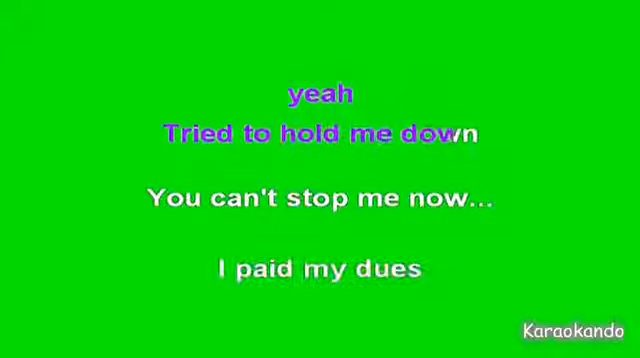 yeah
Tried to hold me down
You can't stop me now...
I paid my dues
Karaokando